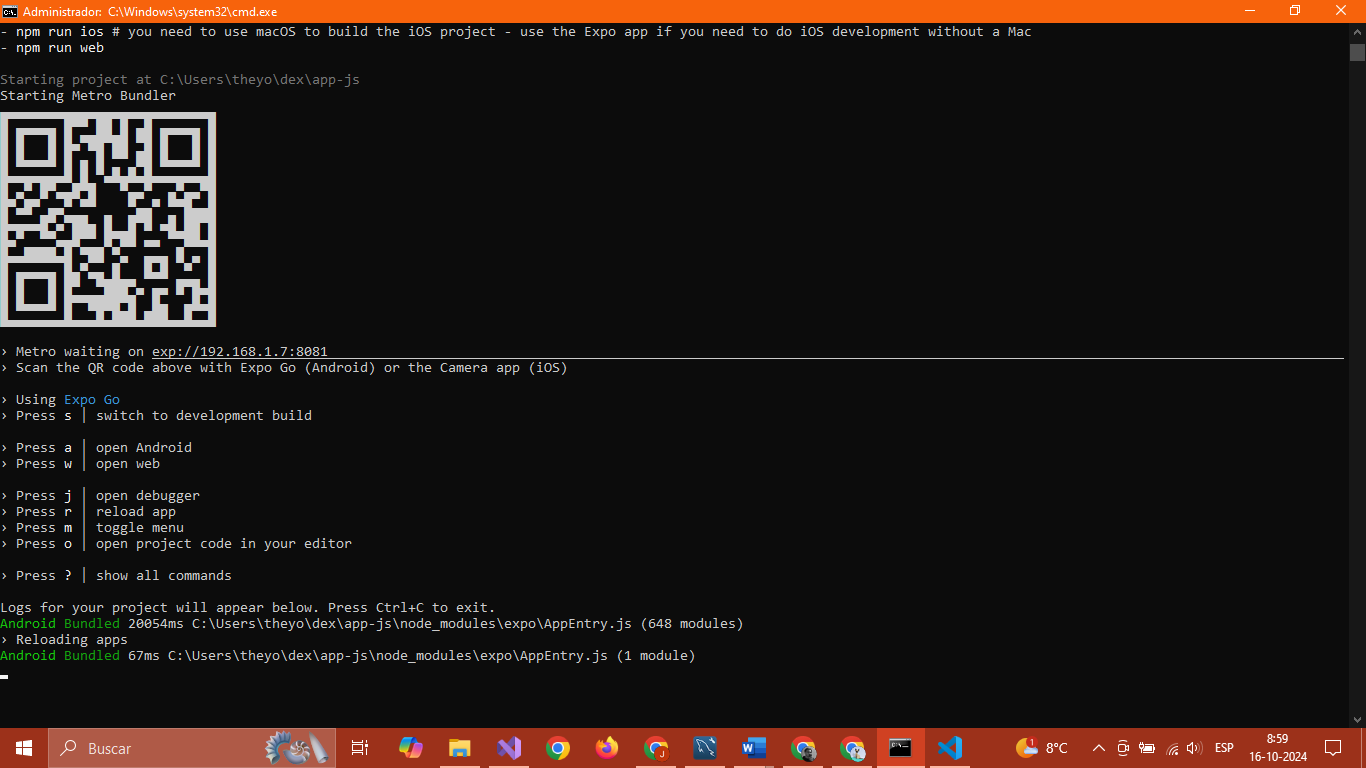 Administrador: C:\Windows\system32\cmd.exe
- npm run ios # you need to use macOS to build the iOS project - use the Expo app if you need to do iOS development without a Mac
- npm run web
Starting project at C:\Users\theyo\dex\app-js
Starting Metro Bundler
› Metro waiting on exp://192.168.1.7:8081
› Scan the QR code above with Expo Go (Android) or the Camera app (iOS)
› Using Expo Go
› Press s │ switch to development build
› Press a │ open Android
› Press w │ open web
› Press j │ open debugger
› Press r │ reload app
› Press m │ toggle menu
› Press o │ open project code in your editor
› Press ? │ show all commands
Logs for your project will appear below. Press Ctrl+C to exit.
Android Bundled 20054ms C:\Users\theyo\dex\app-js\node_modules\expo\AppEntry.js (648 modules)
› Reloading apps
Android Bundled 67ms C:\Users\theyo\dex\app-js\node_modules\expo\AppEntry.js (1 module)
Buscar
1
8°C
ESP
8:59
16-10-2024